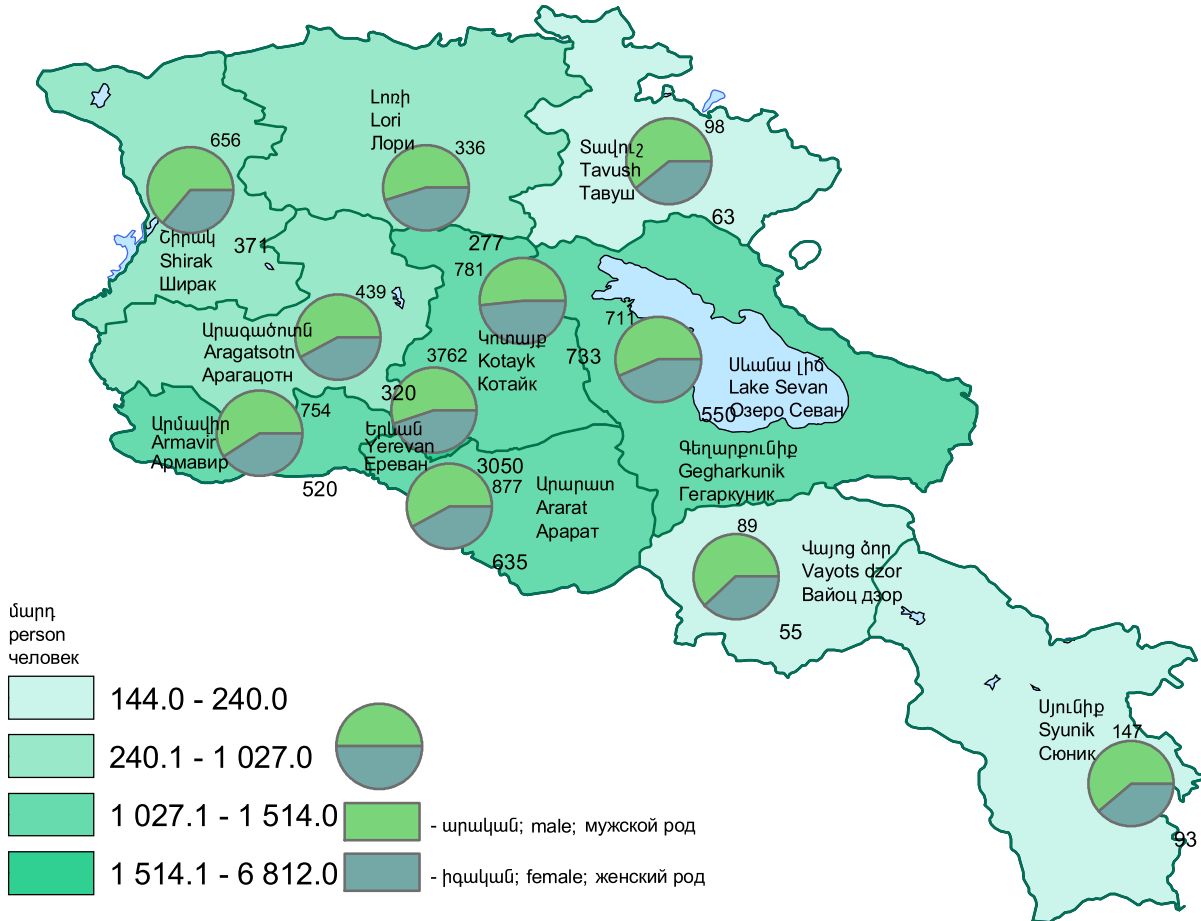 Լոռի
Lori
Лори
336
277
656
Շիրակ
Shirak
Ширак
371
98
Տավուշ
Tavush
Тавуш
63
439
Արագածոտն
Aragatsotn
Арагацотн
320
781
Կոտայք
Kotayk
Котайк
733
711
Սևանա լիճ
Lake Sevan
Озеро Севан
550
Գեղարքունիք
Gegharkunik
Гегаркуник
754
Արմավիր
Armavir
Армавир
520
3762
Երևան
Yerevan
Ереван
3050
877
Արարատ
Ararat
Арарат
635
89
Վայոց ձոր
Vayots dzor
Вайоц дзор
55
Սյունիք
Syunik
Сюник
147
93
մարդ
person
человек
144.0 - 240.0
240.1 - 1 027.0
1 027.1 - 1 514.0
1 514.1 - 6 812.0
- արական; male; мужской род
- իգական; female; женский род